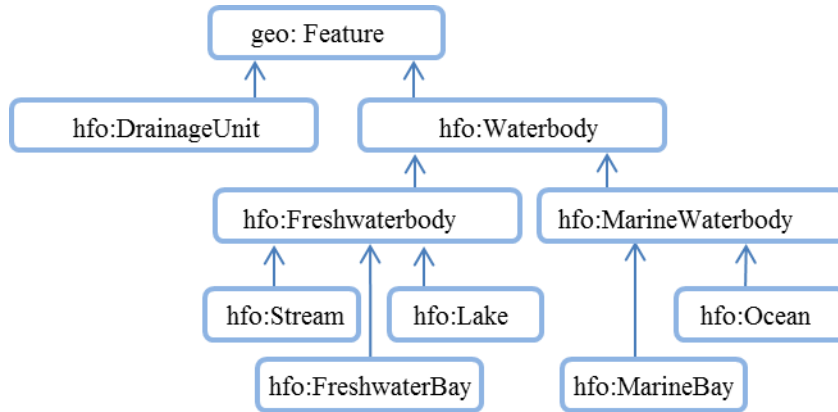 geo: Feature
hfo:DrainageUnit
hfo:Waterbody
hfo:Freshwaterbody
hfo:MarineWaterbody
hfo:Stream
hfo:Lake
hfo:Ocean
hfo:FreshwaterBay
hfo:MarineBay